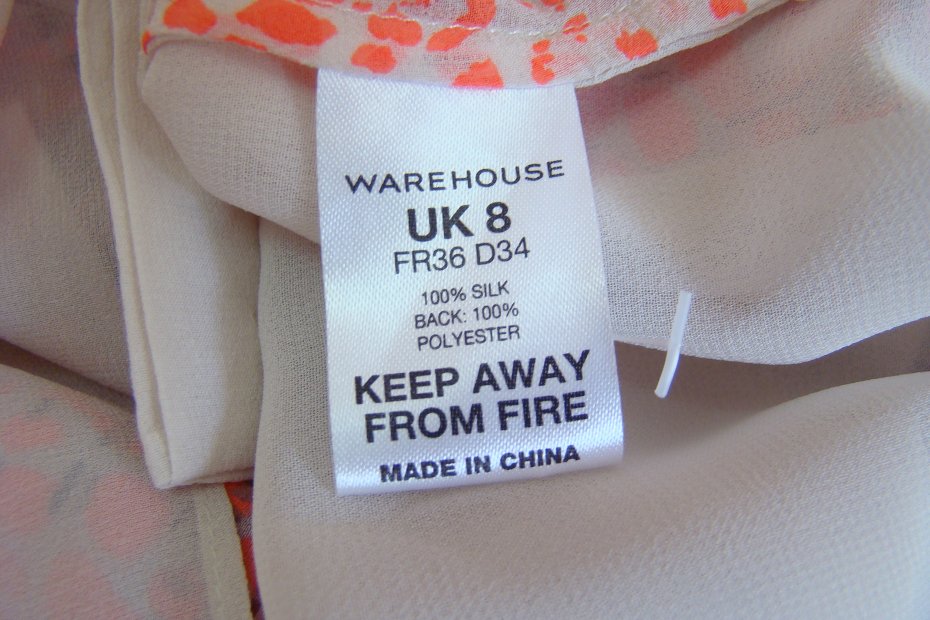 WAREHOUSE
UK 8
FR36 D34
100% SILK
BACK: 100%
POLYESTER
KEEP AWAY
FROM FIRE
MADE IN CHINA